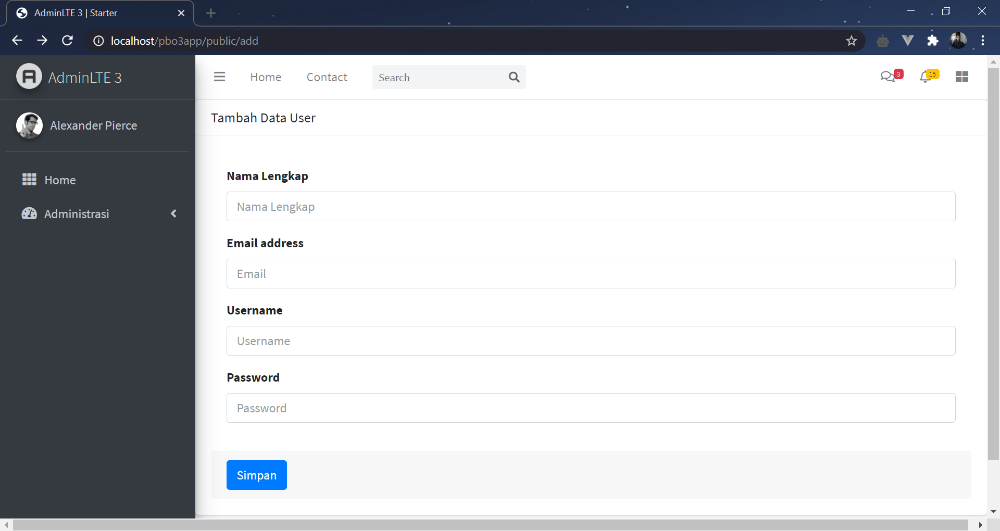 AdminLTE 3 | Starter
localhost/pbo3app/public/add
AdminLTE 3
Home
Contact
Search
3
15
Alexander Pierce
Home
Administrasi
Tambah Data User
Nama Lengkap
Nama Lengkap
Email address
Email
Username
Username
Password
Password
Simpan